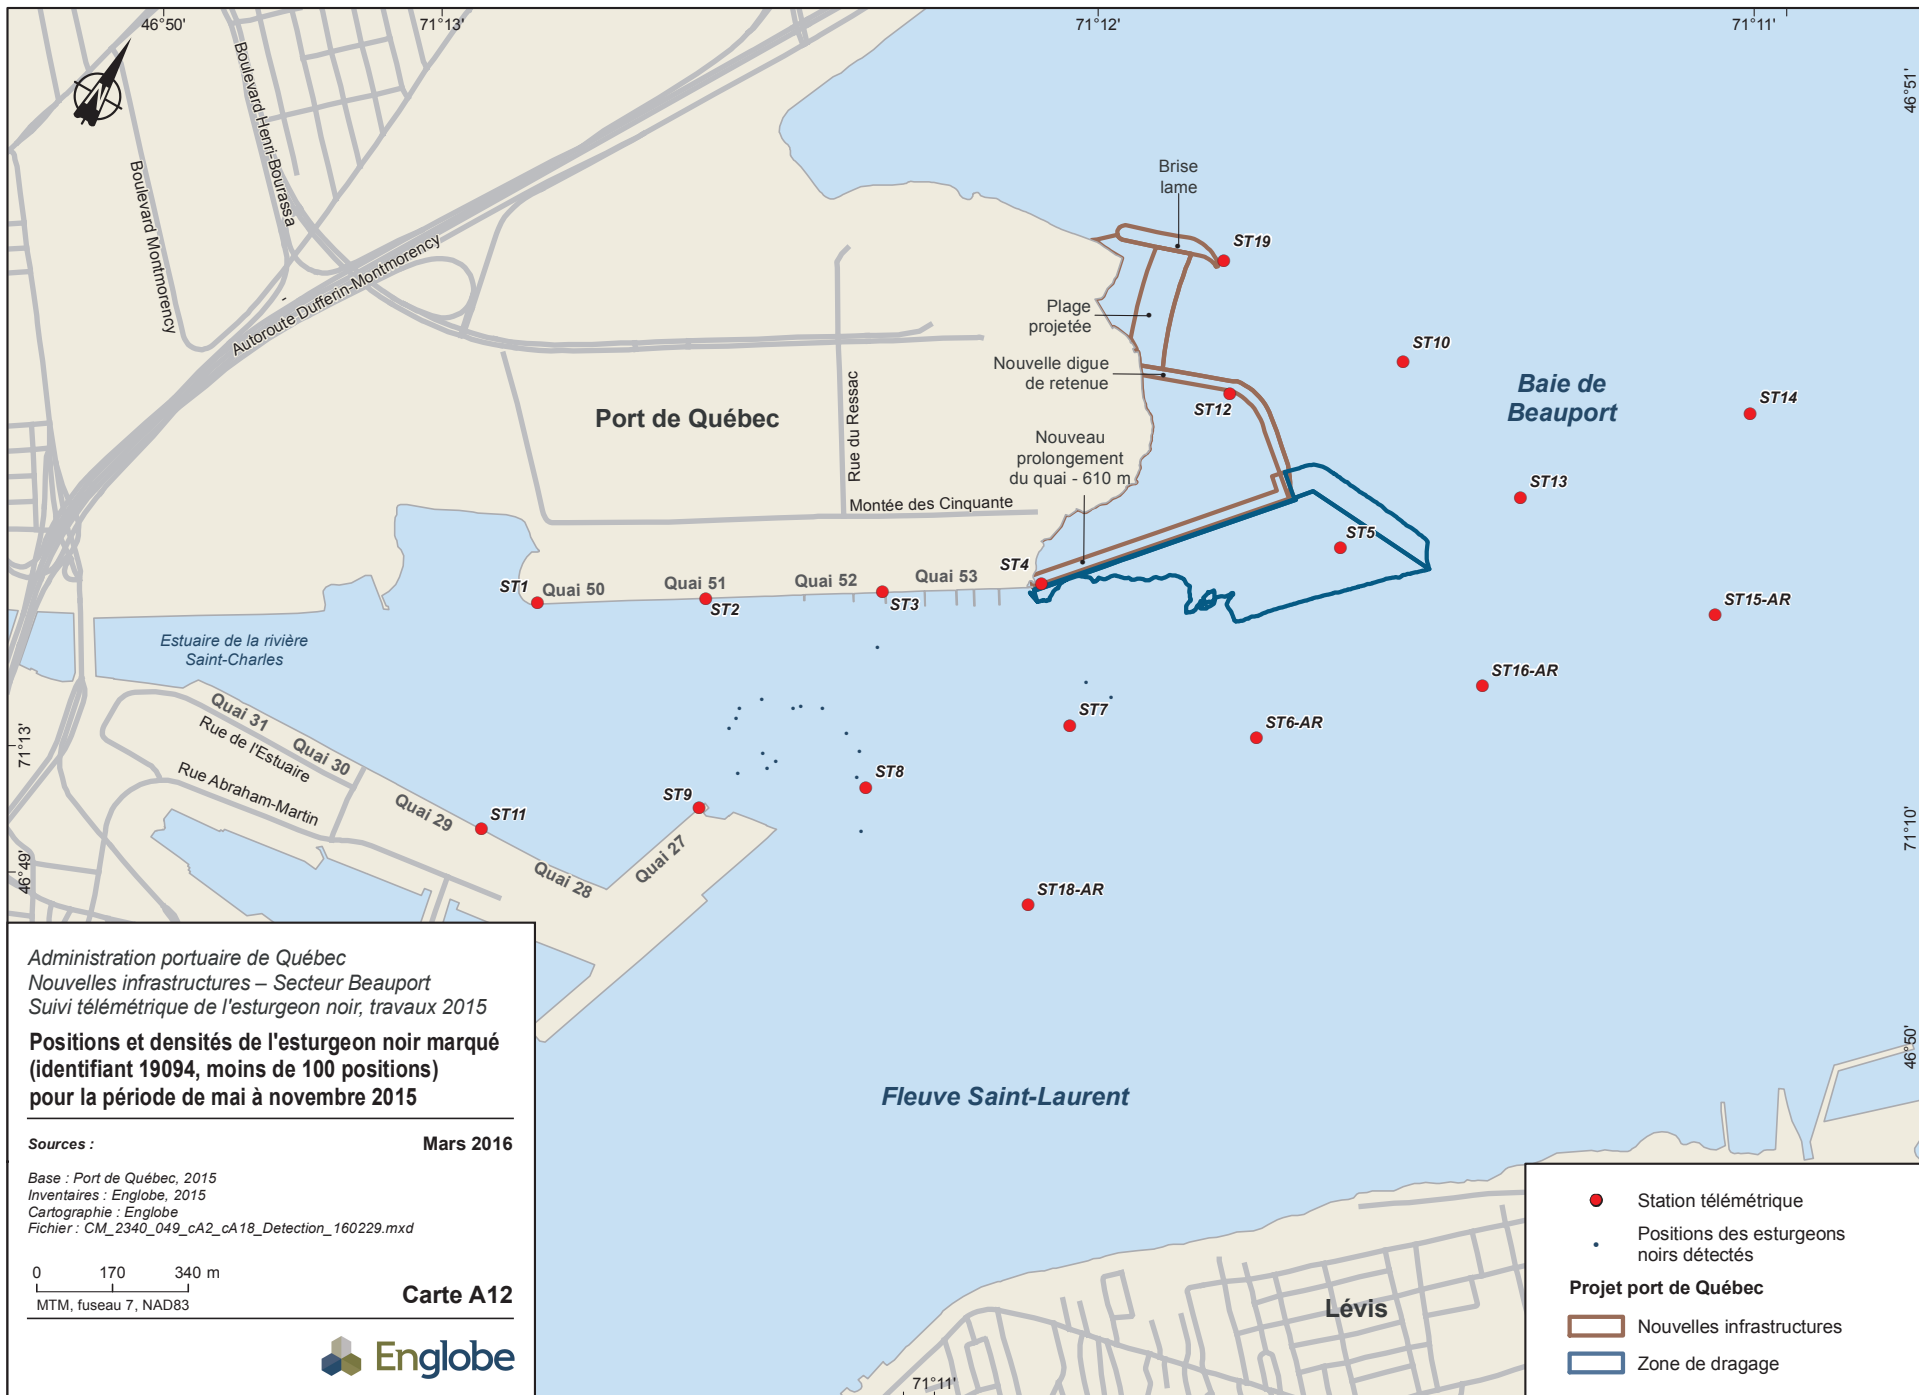 46°50'
71°13'
71°12'
71°11'
46°51'
Boulevard Henri-Bourassa
Boulevard Montmorency
Autoroute Dufferin-Montmorency
Brise
lame
ST19
Plage
projetée
ST10
Nouvelle digue
de retenue
Baie de
Beauport
ST12
ST14
Port de Québec
Rue du Ressac
Nouveau
prolongement
du quai - 610 m
ST13
Montée des Cinquante
ST5
ST4
ST1
Quai 50
Quai 51
Quai 52
Quai 53
ST2
ST3
ST15-AR
Estuaire de la rivière
Saint-Charles
ST16-AR
Quai 31
Rue de l'Estuaire
Quai 30
ST7
ST6-AR
71°13'
Rue Abraham-Martin
ST8
Quai 29
ST11
ST9
Quai 27
Quai 28
46°49'
71°10'
ST18-AR
46°50'
Fleuve Saint-Laurent
Administration portuaire de Québec
Nouvelles infrastructures – Secteur Beauport
Suivi télémétrique de l'esturgeon noir, travaux 2015
Positions et densités de l'esturgeon noir marqué
(identifiant 19094, moins de 100 positions)
pour la période de mai à novembre 2015
Sources :
Mars 2016
Base : Port de Québec, 2015
Inventaires : Englobe, 2015
Cartographie : Englobe
Fichier : CM_2340_049_cA2_cA18_Detection_160229.mxd
0 170 340 m
MTM, fuseau 7, NAD83
Carte A12
Englobe
Lévis
71°11'
Station télémétrique
Positions des esturgeons
noirs détectés
Projet port de Québec
Nouvelles infrastructures
Zone de dragage